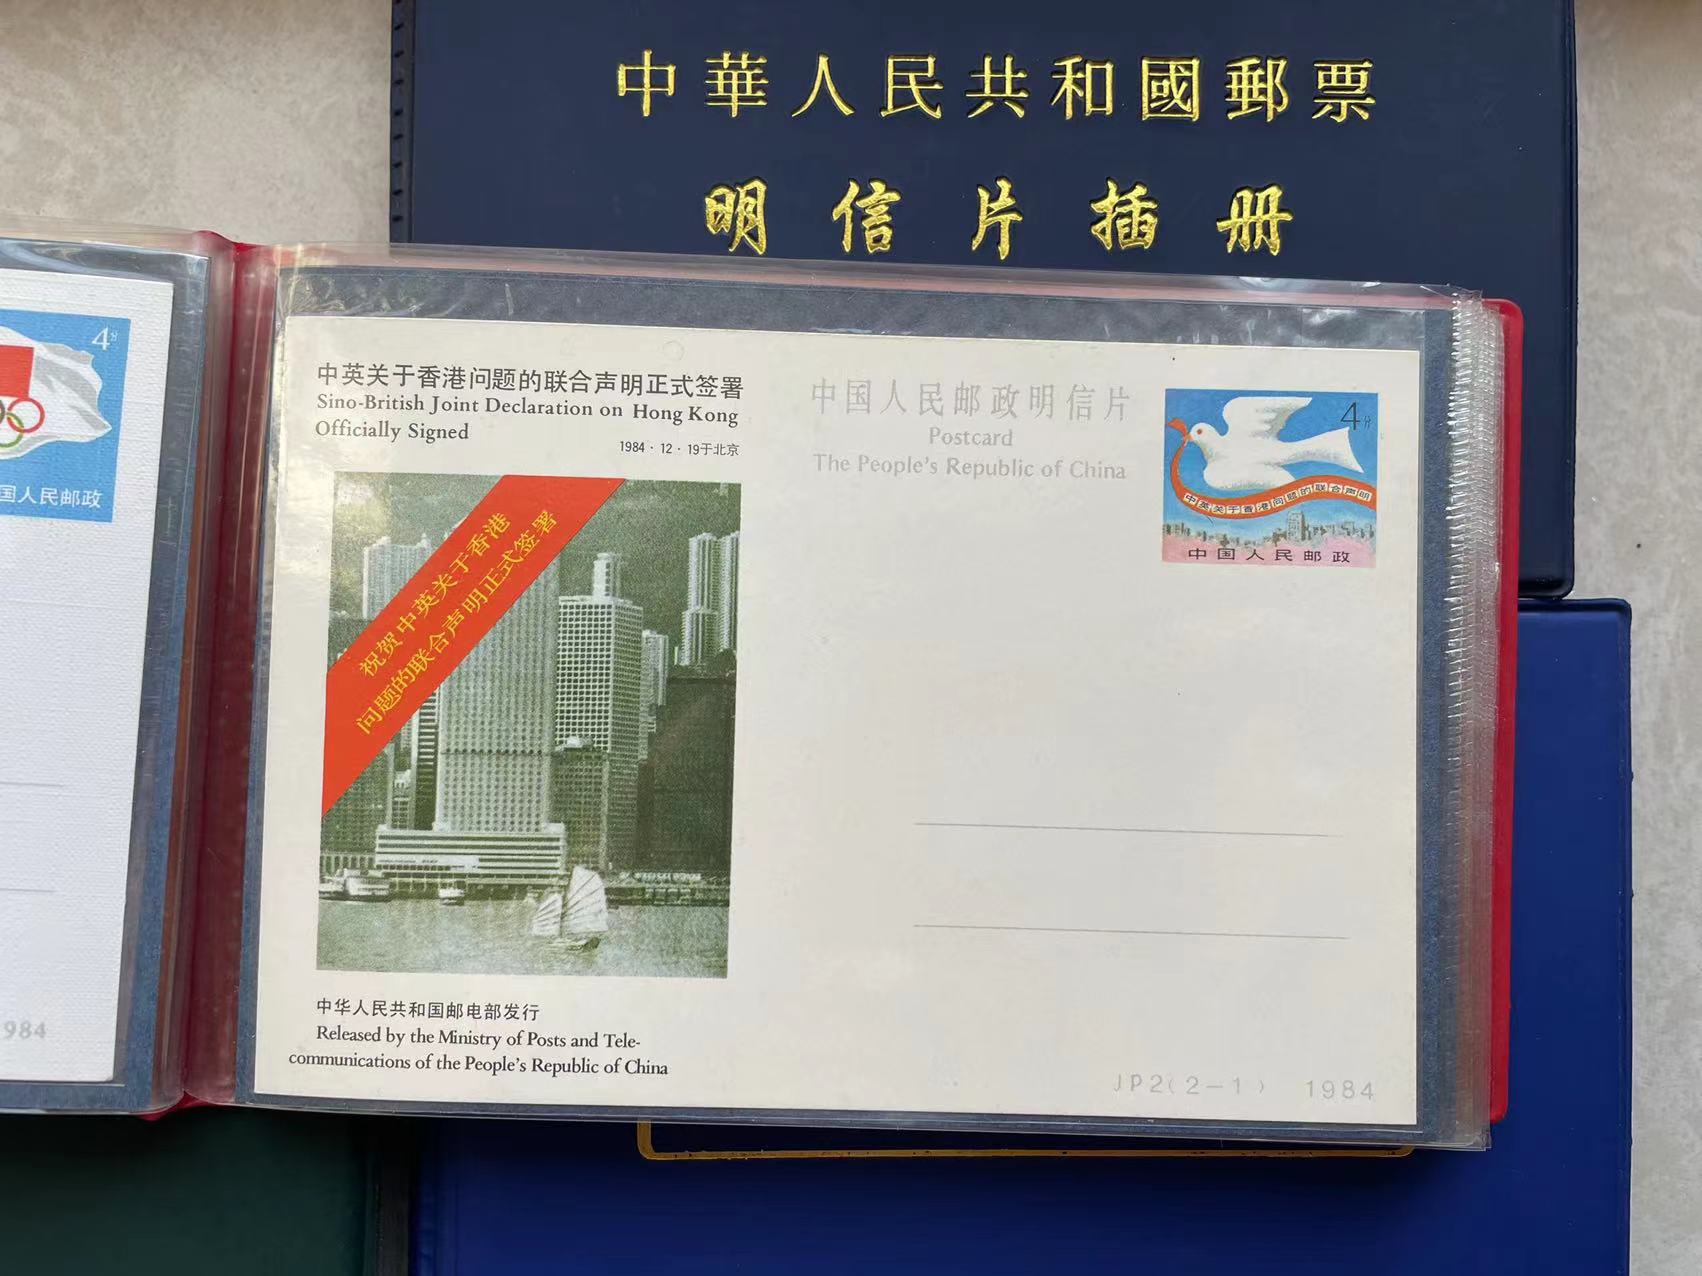 中華人民共和國郵票
明信片插册
4分
国人民邮政
1984
中英关于香港问题的联合声明正式签署
Sino-British Joint Declaration on Hong Kong
Officially Signed
1984·12·19于北京
祝贺中英关于香港
问题的联合声明正式签署
中华人民共和国邮电部发行
Released by the Ministry of Posts and Tele-
communications of the People's Republic of China
中国人民邮政明信片
Postcard
The People's Republic of China
4分
中英关于香港问题的联合声明
中国人民邮政
JP2(2-1) 1984